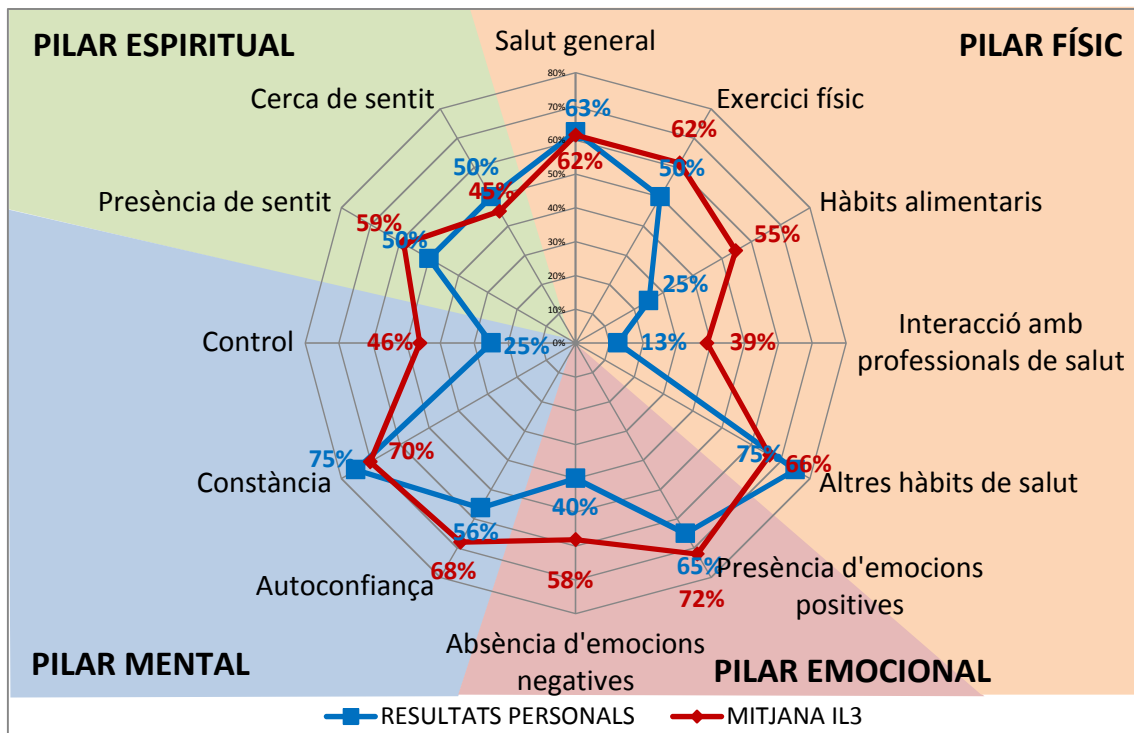 PILAR ESPIRITUAL
Salut general
PILAR FÍSIC
80%
Cerca de sentit
Exercici físic
70%
63%
62%
60%
62%
50%
50%
50%
45%
Presència de sentit
Hàbits alimentaris
40%
59%
50%
55%
30%
25%
20%
10%
Control
46%
25%
0%
13%
39%
Interacció amb
professionals de salut
75%
70%
75%
66%
Constància
Altres hàbits de salut
56%
40%
Autoconfiança
68%
58%
65%
72%
Presència d'emocions
positives
Absència d'emocions
negatives
PILAR MENTAL
PILAR EMOCIONAL
RESULTATS PERSONALS
MITJANA IL3